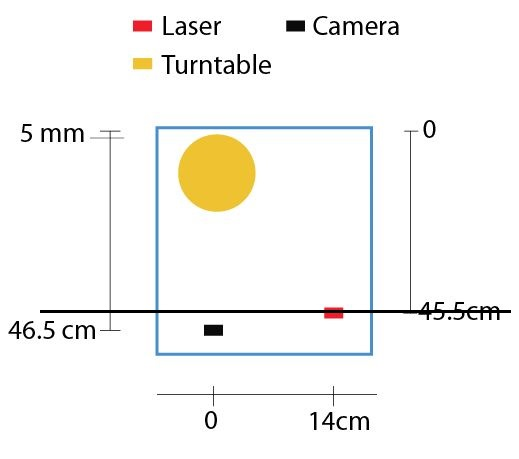 Laser Camera
Turntable
5 mm 0
45.5cm
46.5 cm
0 14cm